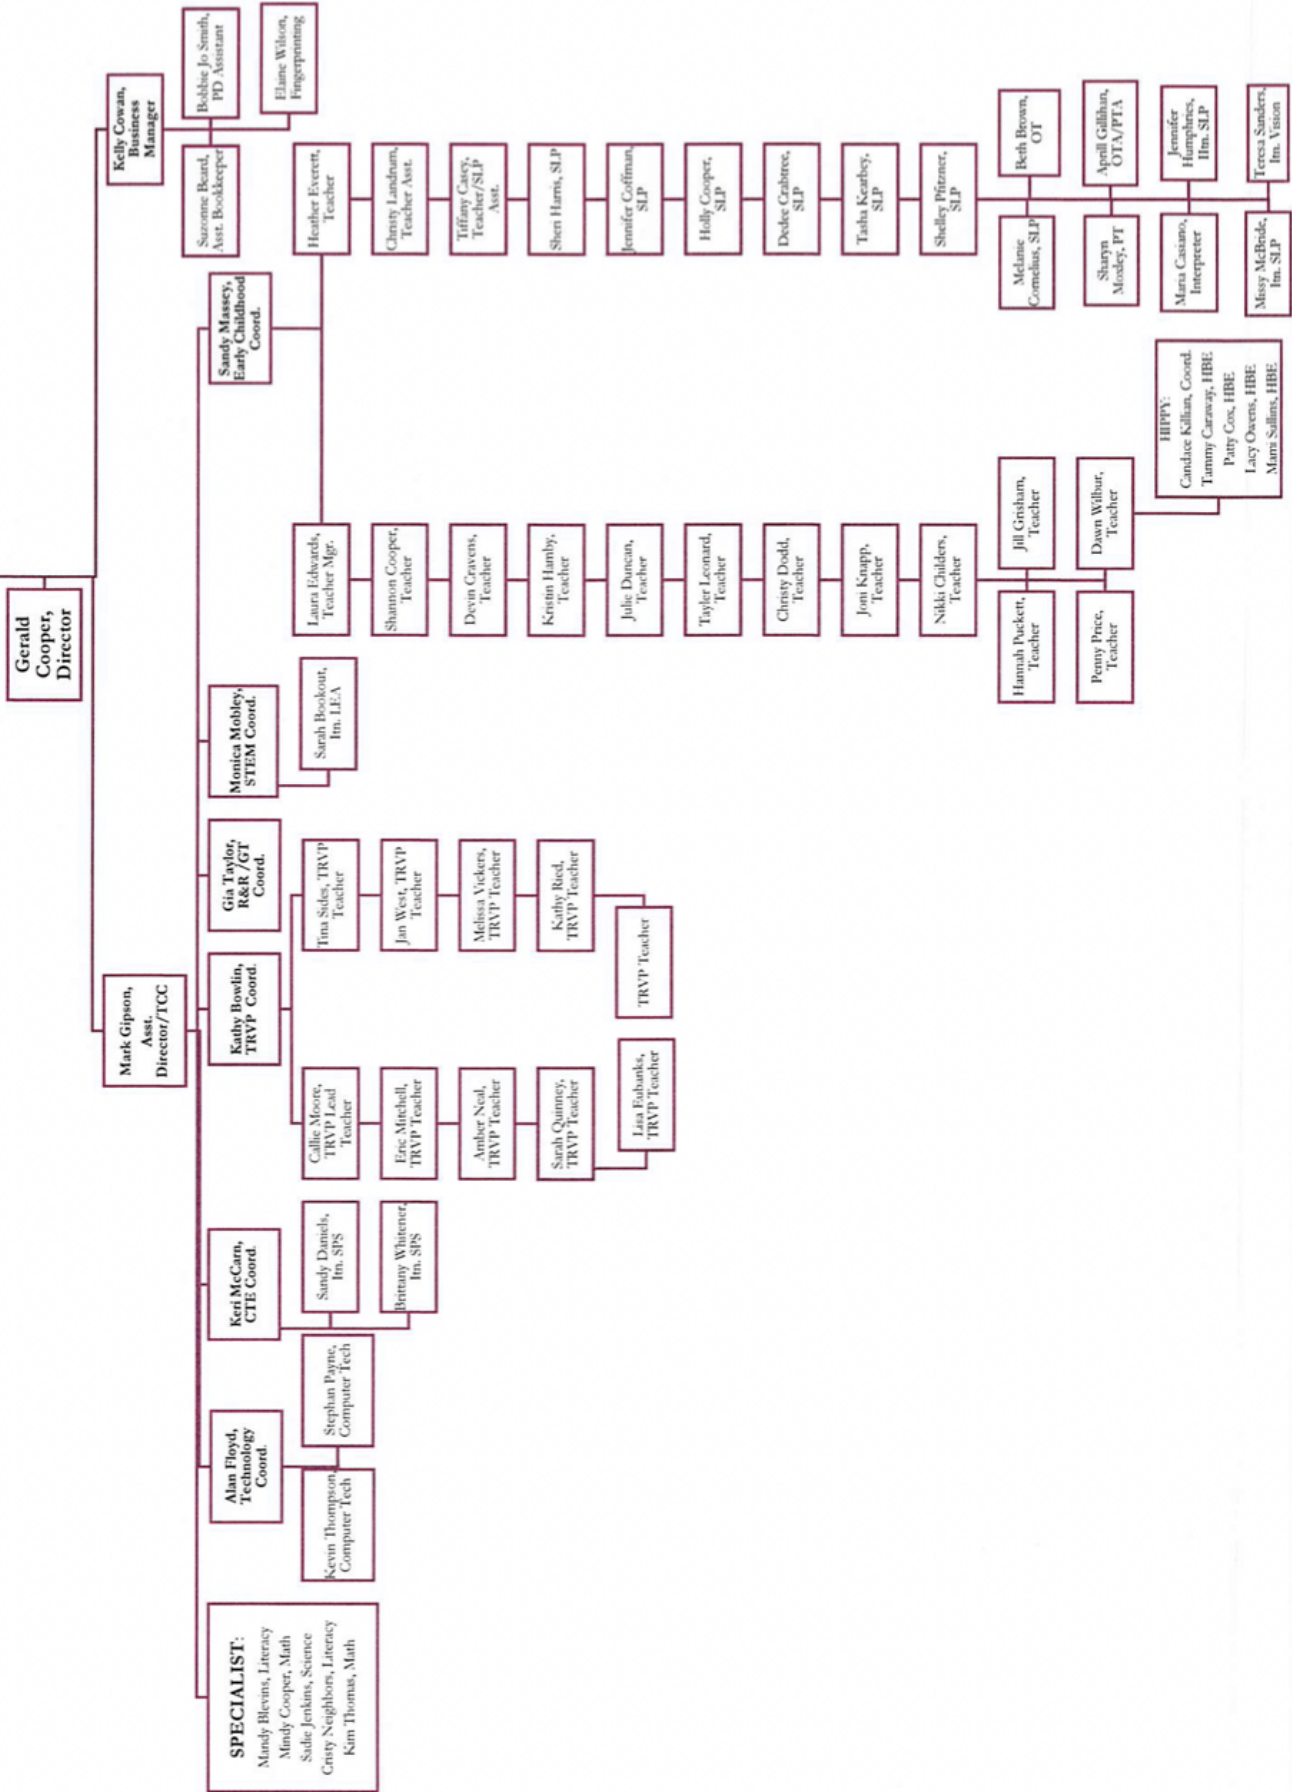 Gerald
Cooper,
Director
Mark Gipson,
Asst.
Director/TCC
Kelly Cowan,
Business
Manager
Suzonne Beard,
Asst. Bookkeeper
Bobbie Jo Smith,
PD Assistant
Elaine Wilson,
Fingerprinting
SPECIALIST:
Mandy Blevins, Literacy
Mindy Cooper, Math
Sadie Jenkins, Science
Cristy Neighbors, Literacy
Kim Thomas, Math
Alan Floyd,
Technology
Coord.
Kevin Thompson,
Computer Tech
Stephan Payne,
Computer Tech
Keri McCarn,
CTE Coord.
Sandy Daniels,
Itn. SPS
Brittany Whitener,
Itn. SPS
Kathy Bowlin,
TRVP Coord.
Callie Moore,
TRVP Lead
Teacher
Eric Mitchell,
TRVP Teacher
Amber Neal,
TRVP Teacher
Sarah Quinney,
TRVP Teacher
Lisa Eubanks,
TRVP Teacher
Tina Sides, TRVP
Teacher
Jan West, TRVP
Teacher
Melissa Vickers,
TRVP Teacher
Kathy Ried,
TRVP Teacher
TRVP Teacher
Gia Taylor,
R&R /GT
Coord.
Monica Mobley,
STEM Coord.
Sarah Bookout,
Itn. LEA
Sandy Massey,
Early Childhood
Coord.
Laura Edwards,
Teacher Mgr.
Shannon Cooper,
Teacher
Devin Cravens,
Teacher
Kristin Hamby,
Teacher
Julie Duncan,
Teacher
Tayler Leonard,
Teacher
Christy Dodd,
Teacher
Joni Knapp,
Teacher
Nikki Childers,
Teacher
Hannah Puckett,
Teacher
Jill Grisham,
Teacher
Penny Price,
Teacher
Dawn Wilbur,
Teacher
HIPPY:
Candace Killian, Coord.
Tammy Caraway, HBE
Patty Cox, HBE
Lacy Owens, HBE
Marni Sullins, HBE
Heather Everett,
Teacher
Christy Landrum,
Teacher Asst.
Tiffany Casey,
Teacher/SLP
Asst.
Sheri Harris, SLP
Jennifer Coffman,
SLP
Holly Cooper,
SLP
Dedee Crabtree,
SLP
Tasha Kearbey,
SLP
Shelley Pfitzner,
SLP
Melanie
Cornelius, SLP
Beth Brown,
OT
Sharyn
Moxley, PT
Aprill Gillihan,
OTA/PTA
Maria Casiano,
Interpreter
Jennifer
Humphries,
IItn. SLP
Missy McBride,
Itn. SLP
Teresa Sanders,
Itn. Vision